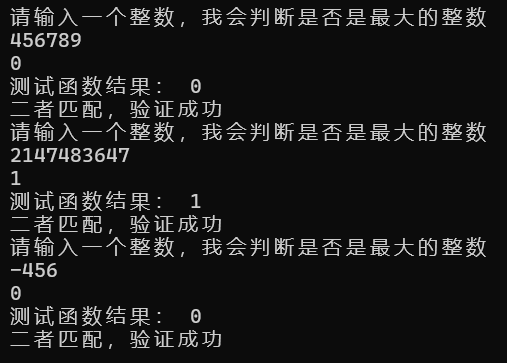 请输入一个整数，我会判断是否是最大的整数
456789
0
测试函数结果： 0
二者匹配，验证成功
请输入一个整数，我会判断是否是最大的整数
2147483647
1
测试函数结果： 1
二者匹配，验证成功
请输入一个整数，我会判断是否是最大的整数
-456
0
测试函数结果： 0
二者匹配，验证成功